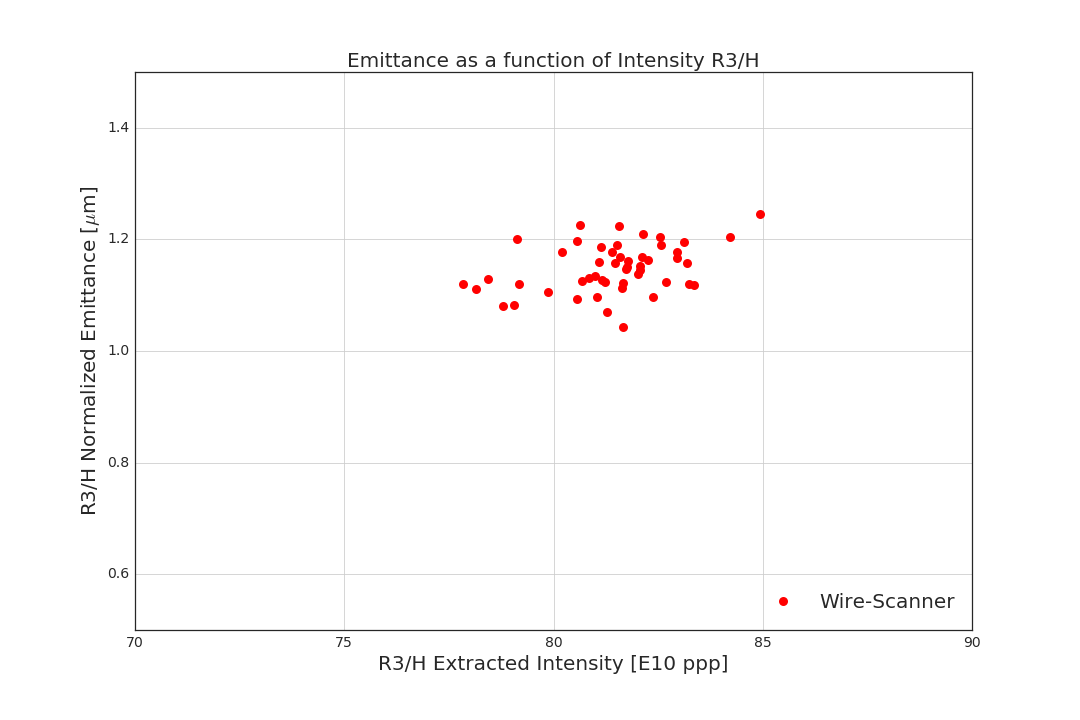 Emittance as a function of Intensity R3/H
R3/H Normalized Emittance [μm]
1.4
1.2
1.0
0.8
0.6
Wire-Scanner
70 75 80 85 90
R3/H Extracted Intensity [E10 ppp]